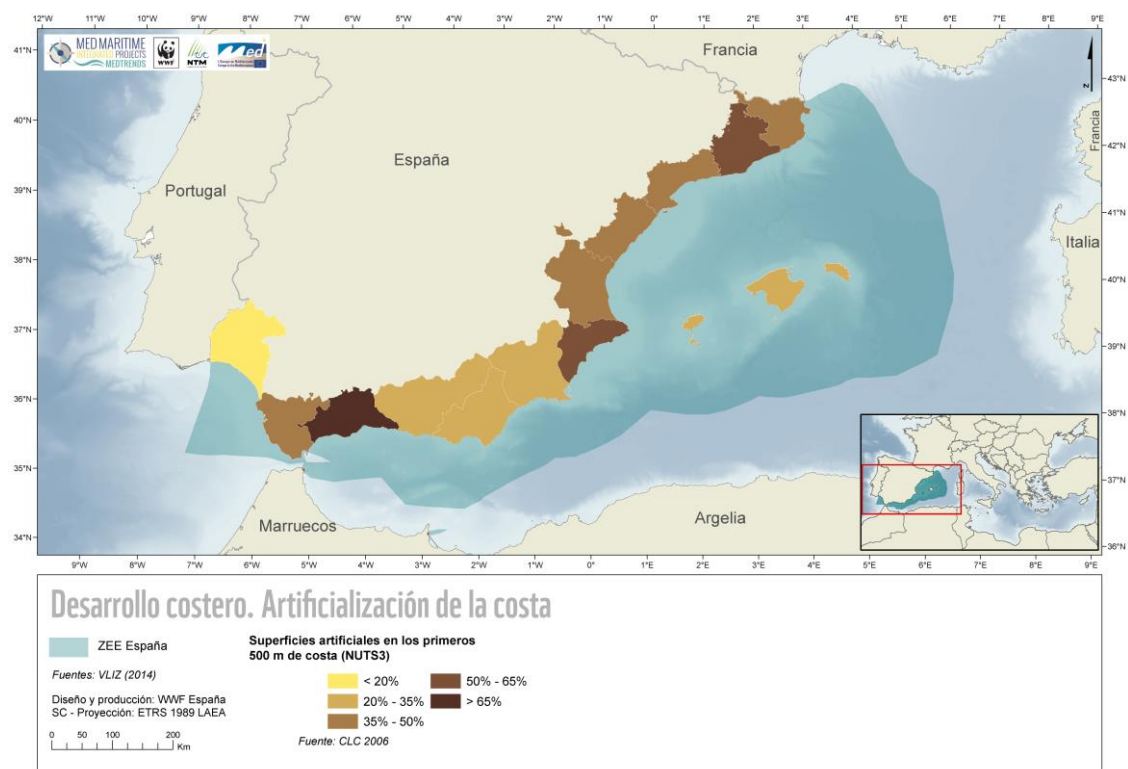 12°W 11°W 10°W 9°W 8°W 7°W 6°W 5°W 4°W 3°W 2°W 1°W 0° 1°E 2°E 3°E 4°E 5°E 6°E 7°E 8°E 9°E
MED MARITIME
INTEGRATED PROJECTS
MEDTRENDS
WWF
NTM
Med
41°N
40°N
39°N
38°N
37°N
36°N
35°N
34°N
43°N
42°N
41°N
40°N
39°N
38°N
37°N
36°N
Francia
Francia
España
Portugal
Italia
Marruecos
Argelia
N
9°W 8°W 7°W 6°W 5°W 4°W 3°W 2°W 1°W 0° 1°E 2°E 3°E 4°E 5°E 6°E
Desarrollo costero. Artificialización de la costa
ZEE España
Fuentes: VLIZ (2014)
Diseño y producción: WWF España
SC - Proyección: ETRS 1989 LAEA
0 50 100 200
Km
Superficies artificiales en los primeros
500 m de costa (NUTS3)
< 20%
20% - 35%
35% - 50%
50% - 65%
> 65%
Fuente: CLC 2006